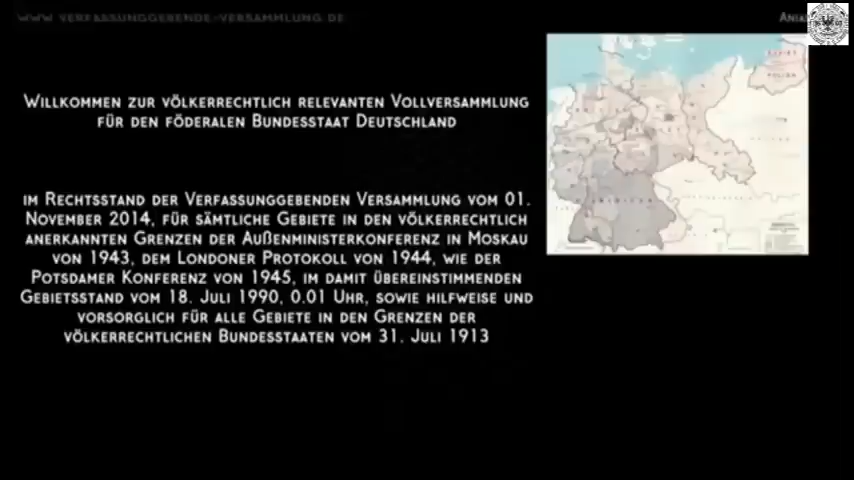 www.verfassunggebende-versammlung.de
Willkommen zur völkerrechtlich relevanten Vollversammlung
für den föderalen Bundesstaat Deutschland
im Rechtsstand der Verfassunggebenden Versammlung vom 01.
November 2014, für sämtliche Gebiete in den völkerrechtlich
anerkannten Grenzen der Außenministerkonferenz in Moskau
von 1943, dem Londoner Protokoll von 1944, wie der
Potsdamer Konferenz von 1945, im damit übereinstimmenden
Gebietsstand vom 18. Juli 1990, 0.01 Uhr, sowie hilfweise und
vorsorglich für alle Gebiete in den Grenzen der
völkerrechtlichen Bundesstaaten vom 31. Juli 1913